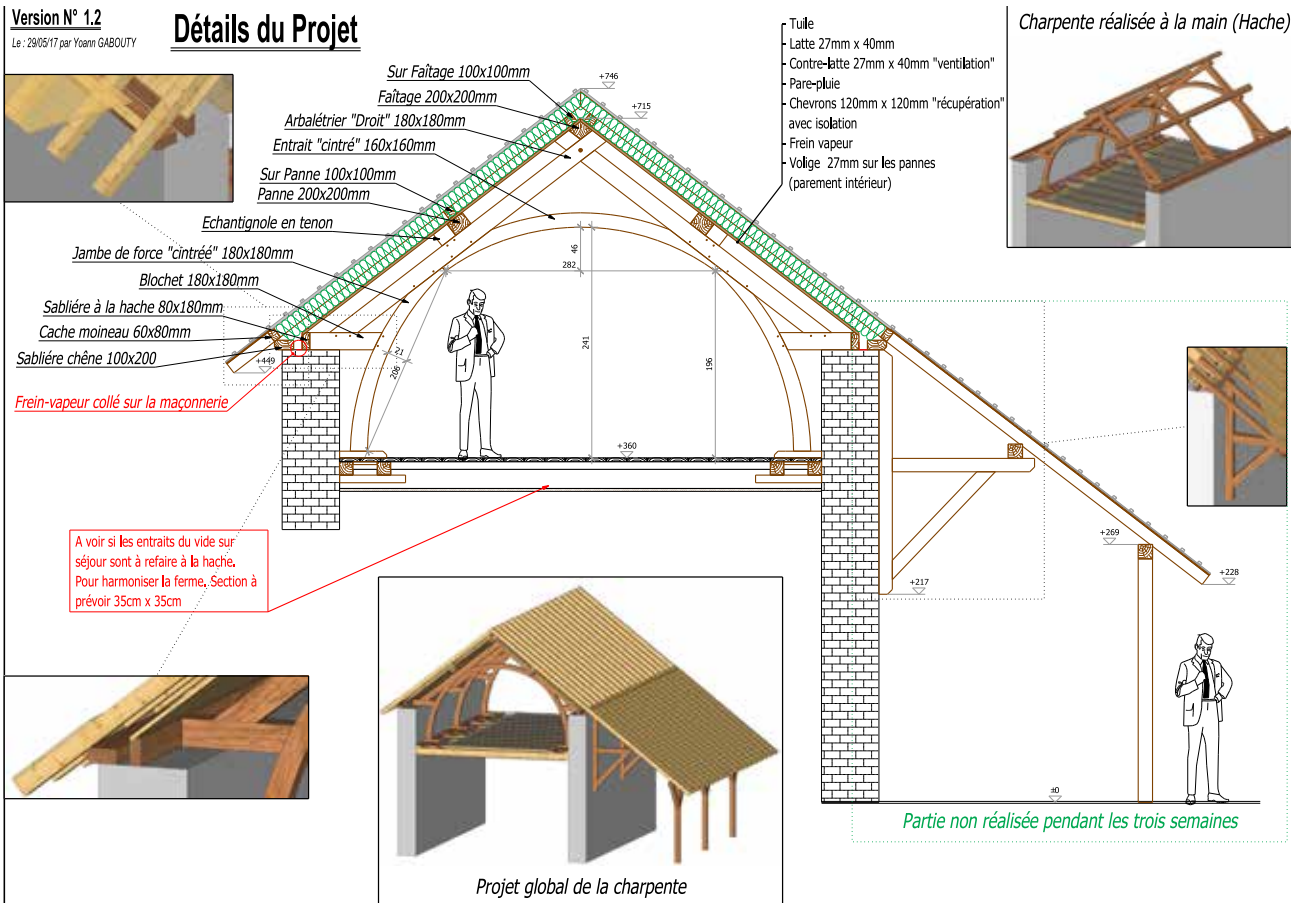 Version N° 1.2
Le : 29/05/17 par Yoann GABOUTY
Détails du Projet
Sur Faîtage 100x100mm
Faîtage 200x200mm
Arbalétrier "Droit" 180x180mm
Entrait "cintré" 160x160mm
Sur Panne 100x100mm
Panne 200x200mm
Echantignole en tenon
Jambe de force "cintréé" 180x180mm
Blochet 180x180mm
Sabliére à la hache 80x180mm
Cache moineau 60x80mm
Sabliére chêne 100x200
Frein-vapeur collé sur la maçonnerie
- Tuile
- Latte 27mm x 40mm
- Contre-latte 27mm x 40mm "ventilation"
- Pare-pluie
- Chevrons 120mm x 120mm "récupération"
avec isolation
- Frein vapeur
- Volige 27mm sur les pannes
(parement intérieur)
Charpente réalisée à la main (Hache)
+746
+715
46
282
241
196
21
206
+449
+360
+269
+228
+217
±0
A voir si les entraits du vide sur
séjour sont à refaire à la hache.
Pour harmoniser la ferme. Section à
prévoir 35cm x 35cm
Projet global de la charpente
Partie non réalisée pendant les trois semaines